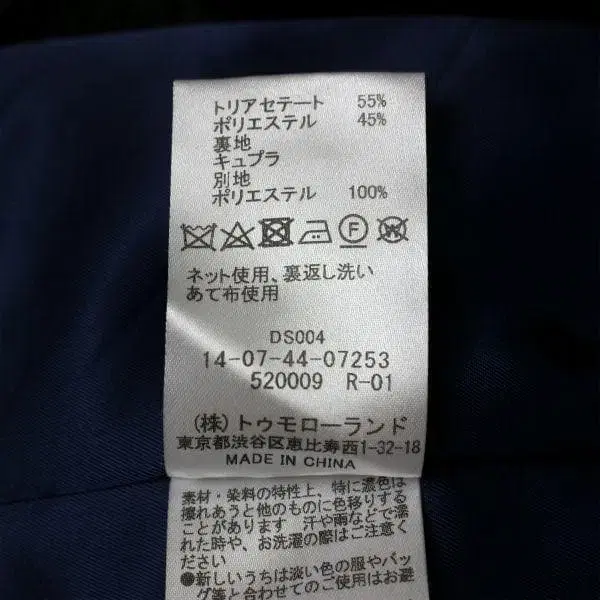 トリアセテート 55%
ポリエステル 45%
裏地
キュプラ
別地
ポリエステル 100%
F W
ネット使用、裏返し洗い
あて布使用
DS004
14-07-44-07253
520009 R-01
(株)トゥモローランド
東京都渋谷区恵比寿西1-32-18
MADE IN CHINA
素材・染料の特性上、特に濃色は
擦れあうと他のものに色移りする
ことがあります 汗や雨などで濡
れた時や、お洗濯の際はご注意く
ださい
●新しいうちは淡い色の服やバッ
グ等と合わせてのご使用はお避